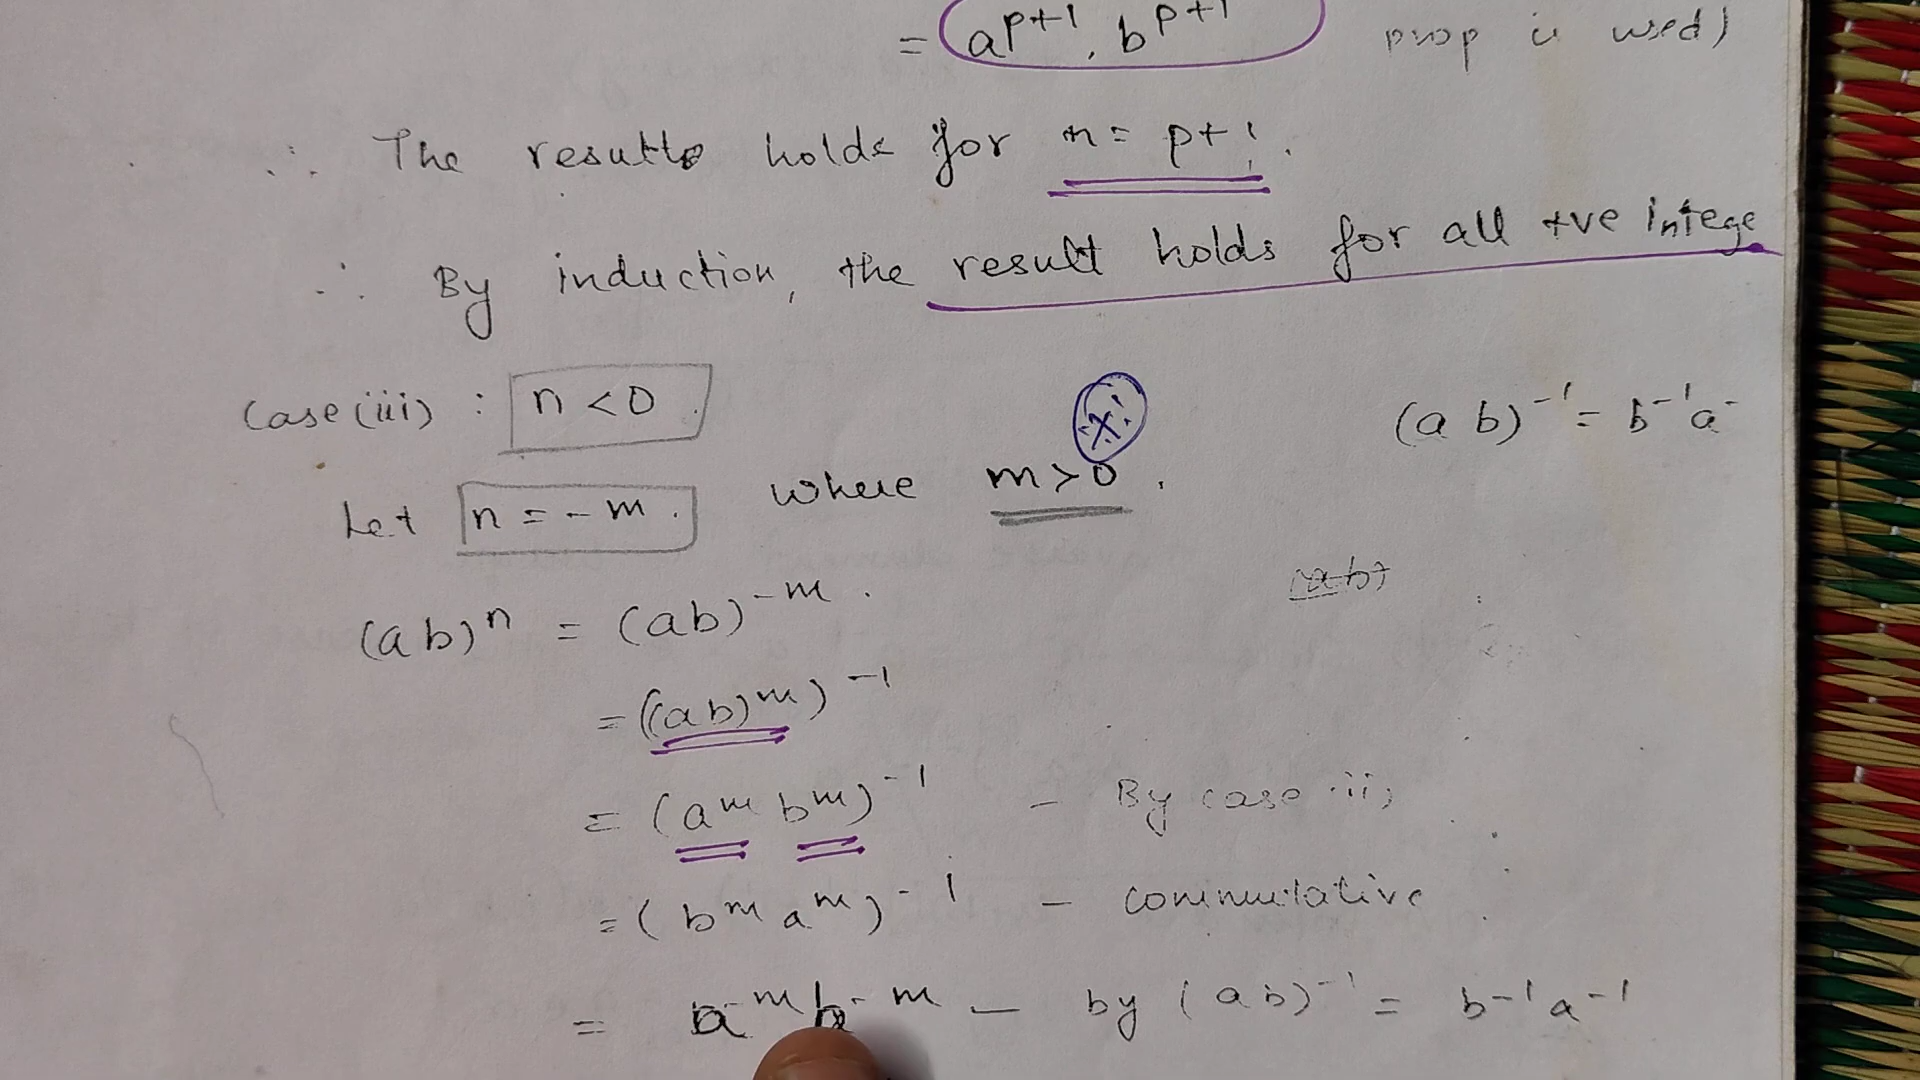 = a^{p+1} . b^{p+1} prop is used)
∴ The results holds for n = p+1.
∴ By induction, the result holds for all +ve intege
Case (iii) : n < 0. (ab)^{-1} = b^{-1}a^{-}
Let n = -m. where m > 0.
(ab)^n = (ab)^{-m}.
= ((ab)^m)^{-1}
= (a^m b^m)^{-1} - By case ii)
= (b^m a^m)^{-1} - commutative
= a^{-m} b^{-m} - by (ab)^{-1} = b^{-1}a^{-1}